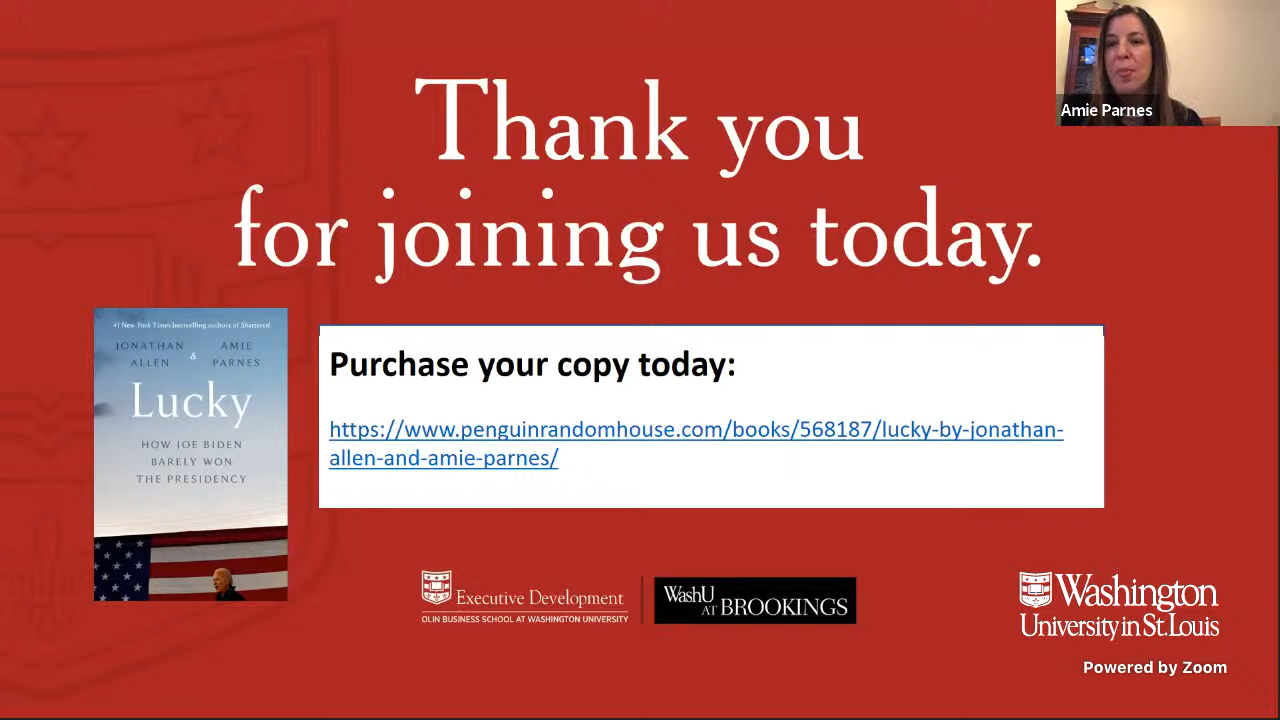 Thank you
for joining us today.
Amie Parnes
#1 New York Times bestselling authors of Shattered
JONATHAN ALLEN & AMIE PARNES
Lucky
HOW JOE BIDEN
BARELY WON
THE PRESIDENCY
Purchase your copy today:
https://www.penguinrandomhouse.com/books/568187/lucky-by-jonathan-
allen-and-amie-parnes/
Executive Development
OLIN BUSINESS SCHOOL AT WASHINGTON UNIVERSITY
WashU
AT BROOKINGS
Washington
University in St. Louis
Powered by Zoom